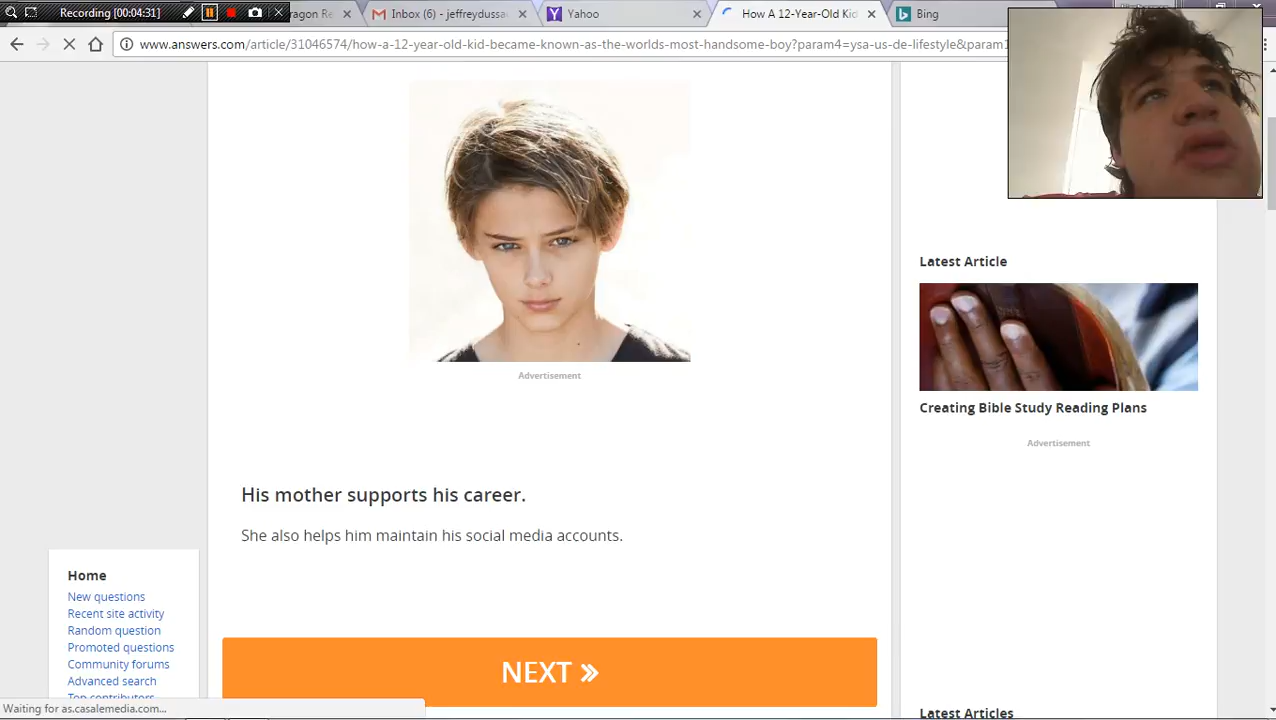 Recording [00:04:31]
aragon Re
Inbox (6) - jeffreydussa
Yahoo
How A 12-Year-Old Kid
Bing
www.answers.com/article/31046574/how-a-12-year-old-kid-became-known-as-the-worlds-most-handsome-boy?param4=ysa-us-de-lifestyle&param1
Advertisement
His mother supports his career.
She also helps him maintain his social media accounts.
NEXT »
Latest Article
Creating Bible Study Reading Plans
Advertisement
Latest Articles
Home
New questions
Recent site activity
Random question
Promoted questions
Community forums
Advanced search
Top contributors
Waiting for as.casalemedia.com...